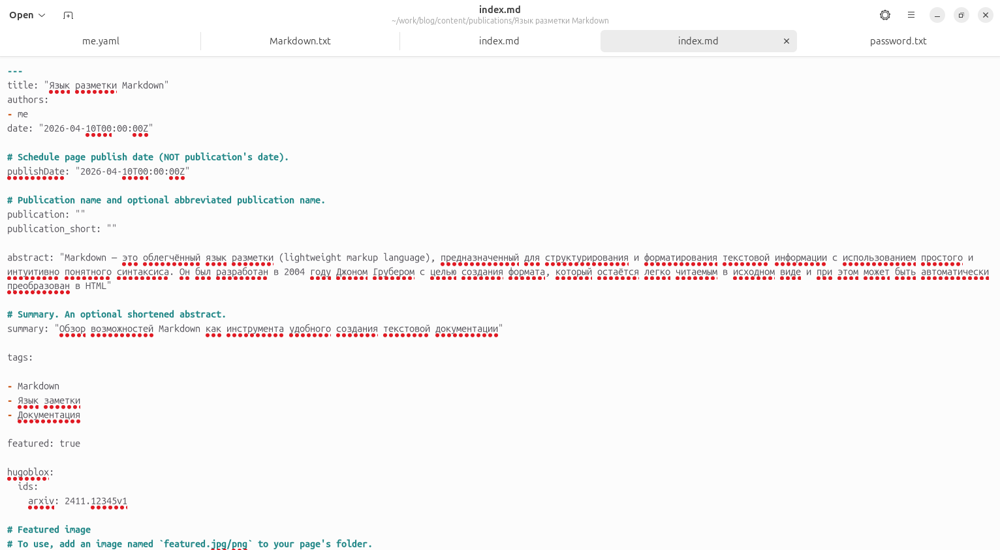 Open
index.md
~/work/blog/content/publications/Язык разметки Markdown
me.yaml
Markdown.txt
index.md
index.md
password.txt
---
title: "Язык разметки Markdown"
authors:
- me
date: "2026-04-10T00:00:00Z"
# Schedule page publish date (NOT publication's date).
publishDate: "2026-04-10T00:00:00Z"
# Publication name and optional abbreviated publication name.
publication: ""
publication_short: ""
abstract: "Markdown — это облегчённый язык разметки (lightweight markup language), предназначенный для структурирования и форматирования текстовой информации с использованием простого и
интуитивно понятного синтаксиса. Он был разработан в 2004 году Джоном Грубером с целью создания формата, который остаётся легко читаемым в исходном виде и при этом может быть автоматически
преобразован в HTML"
# Summary. An optional shortened abstract.
summary: "Обзор возможностей Markdown как инструмента удобного создания текстовой документации"
tags:
- Markdown
- Язык заметки
- Документация
featured: true
hugoblox:
ids:
arxiv: 2411.12345v1
# Featured image
# To use, add an image named `featured.jpg/png` to your page's folder.